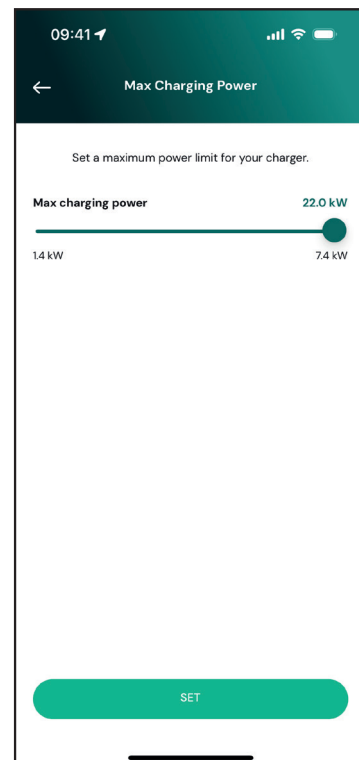 09:41
Max Charging Power
Set a maximum power limit for your charger.
Max charging power 22.0 kW
1.4 kW 7.4 kW
SET